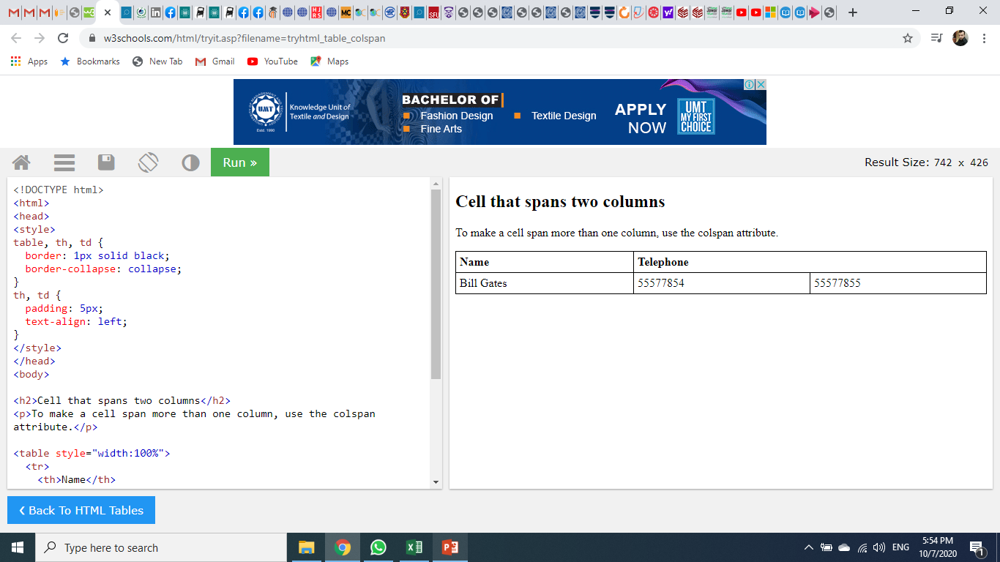 w3schools.com/html/tryit.asp?filename=tryhtml_table_colspan
Apps Bookmarks New Tab Gmail YouTube Maps
UMT
Estd. 1990
Knowledge Unit of
Textile and Design
BACHELOR OF
Fashion Design
Textile Design
Fine Arts
APPLY
NOW
UMT
MY FIRST
CHOICE
Run »
Result Size: 742 x 426
<!DOCTYPE html>
<html>
<head>
<style>
table, th, td {
  border: 1px solid black;
  border-collapse: collapse;
}
th, td {
  padding: 5px;
  text-align: left;
}
</style>
</head>
<body>
<h2>Cell that spans two columns</h2>
<p>To make a cell span more than one column, use the colspan
attribute.</p>
<table style="width:100%">
  <tr>
    <th>Name</th>
Cell that spans two columns
To make a cell span more than one column, use the colspan attribute.
Name Telephone
Bill Gates 55577854 55577855
❮ Back To HTML Tables
Type here to search
ENG
5:54 PM
10/7/2020
1